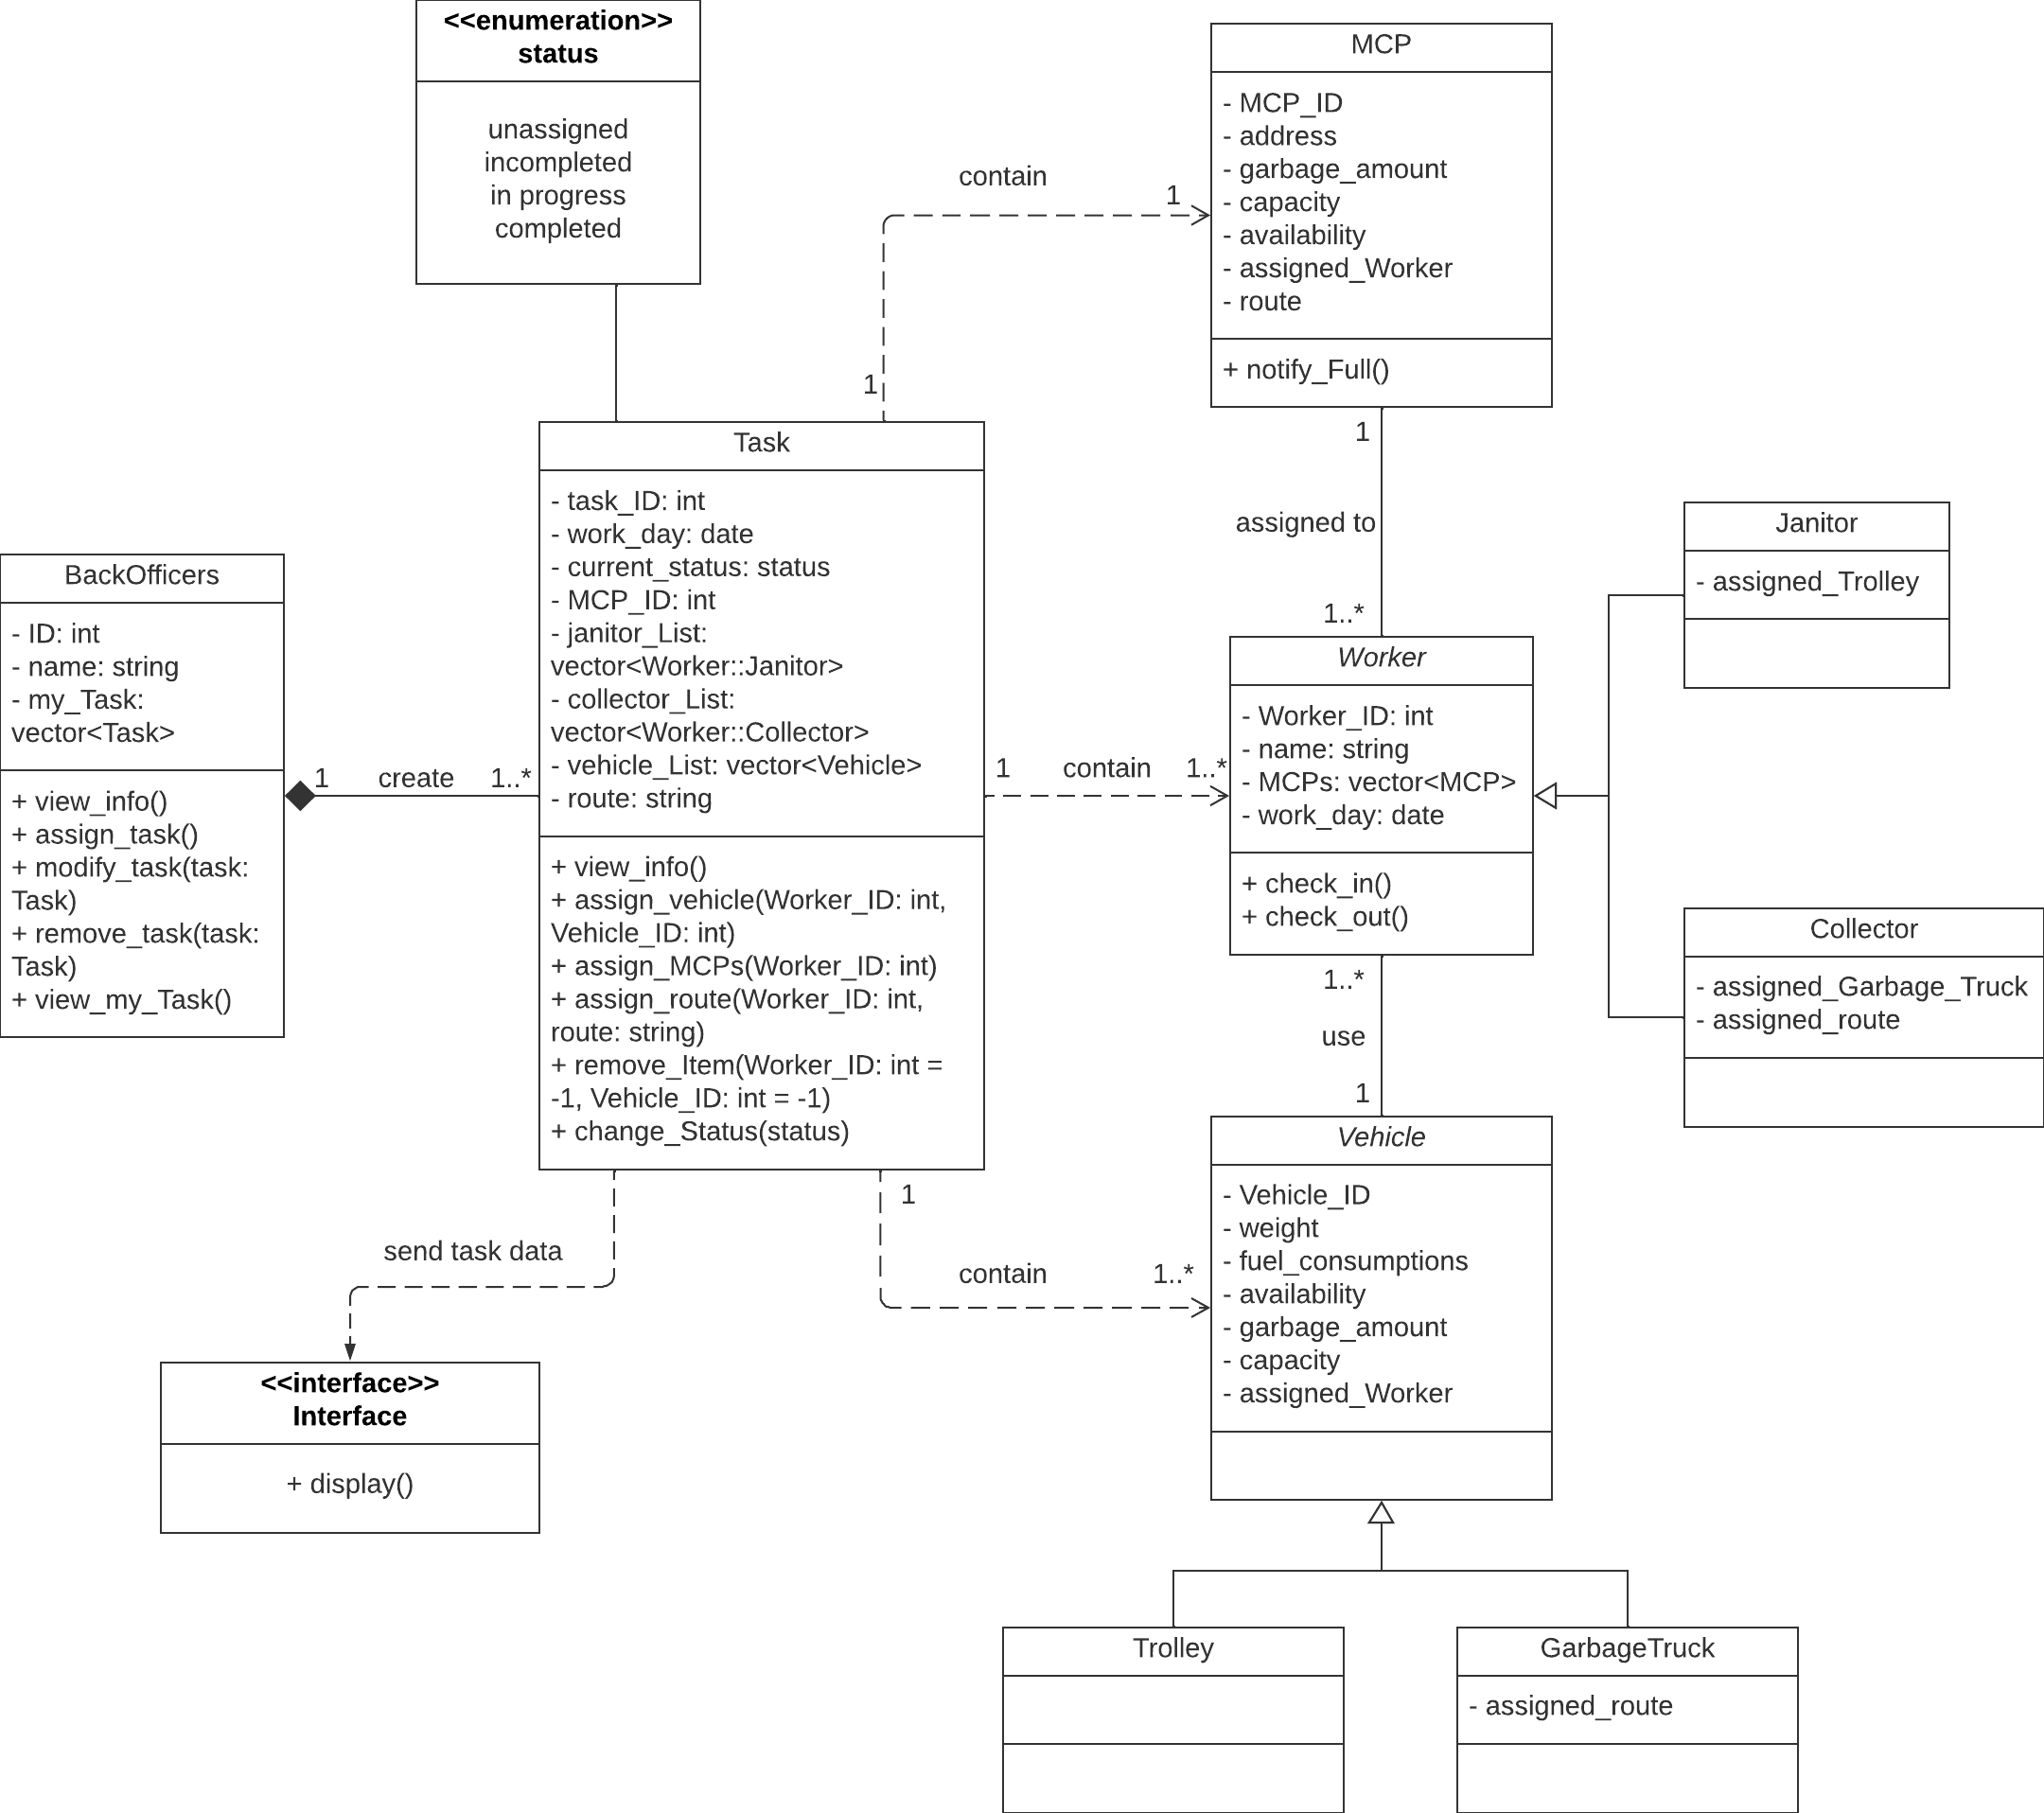 <<enumeration>>
status
unassigned
incompleted
in progress
completed
MCP
- MCP_ID
- address
- garbage_amount
- capacity
- availability
- assigned_Worker
- route
+ notify_Full()
contain
1
1
Task
- task_ID: int
- work_day: date
- current_status: status
- MCP_ID: int
- janitor_List:
vector<Worker::Janitor>
- collector_List:
vector<Worker::Collector>
- vehicle_List: vector<Vehicle>
- route: string
+ view_info()
+ assign_vehicle(Worker_ID: int,
Vehicle_ID: int)
+ assign_MCPs(Worker_ID: int)
+ assign_route(Worker_ID: int,
route: string)
+ remove_Item(Worker_ID: int =
-1, Vehicle_ID: int = -1)
+ change_Status(status)
1
assigned to
1..*
Janitor
- assigned_Trolley
BackOfficers
- ID: int
- name: string
- my_Task:
vector<Task>
+ view_info()
+ assign_task()
+ modify_task(task:
Task)
+ remove_task(task:
Task)
+ view_my_Task()
1 create 1..*
Worker
- Worker_ID: int
- name: string
- MCPs: vector<MCP>
- work_day: date
+ check_in()
+ check_out()
1 contain 1..*
Collector
- assigned_Garbage_Truck
- assigned_route
1..*
use
1
Vehicle
- Vehicle_ID
- weight
- fuel_consumptions
- availability
- garbage_amount
- capacity
- assigned_Worker
1
contain 1..*
send task data
<<interface>>
Interface
+ display()
Trolley
GarbageTruck
- assigned_route